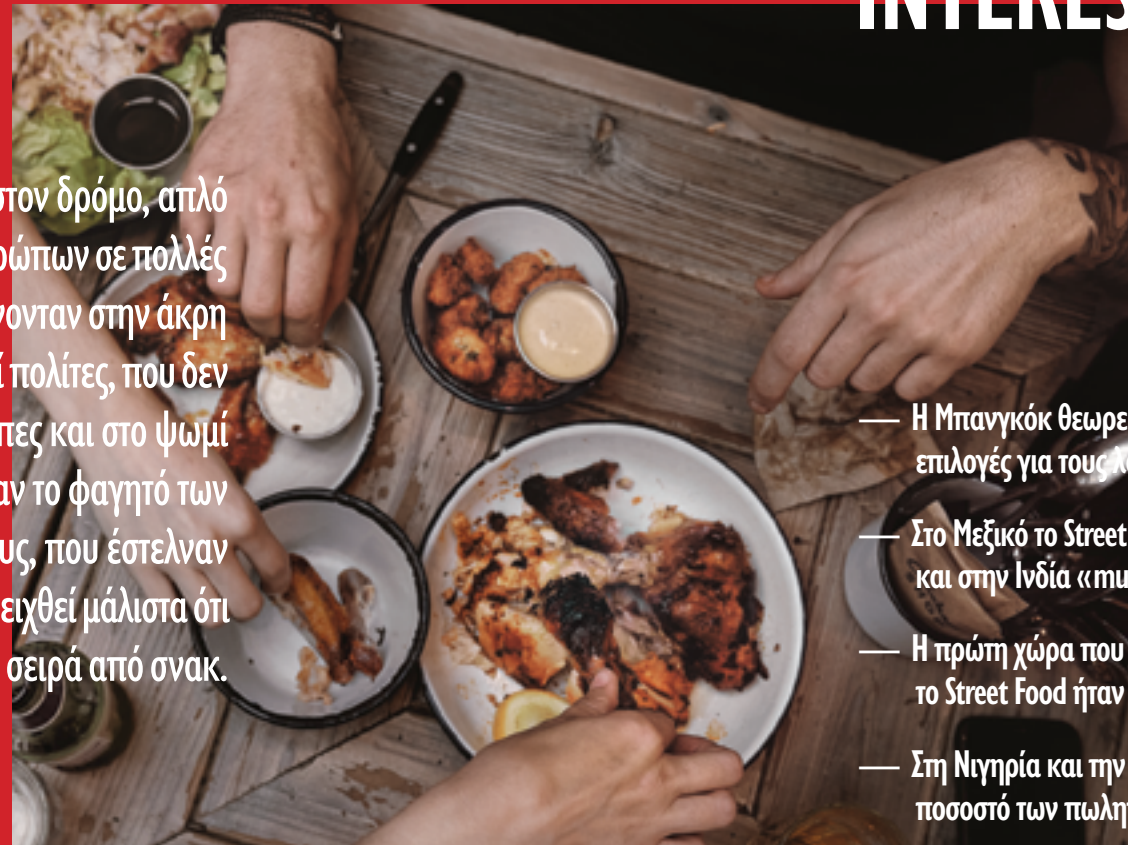 INTERES
στον δρόμο, απλό
ρώπων σε πολλές
νονταν στην άκρη
ί πολίτες, που δεν
πες και στο ψωμί
αν το φαγητό των
υς, που έστελναν
ειχθεί μάλιστα ότι
σειρά από σνακ.
— Η Μπανγκόκ θεωρε
επιλογές για τους λ
— Στο Μεξικό το Street
και στην Ινδία «mu
— Η πρώτη χώρα που
το Street Food ήταν
— Στη Νιγηρία και την
ποσοστό των πωλη